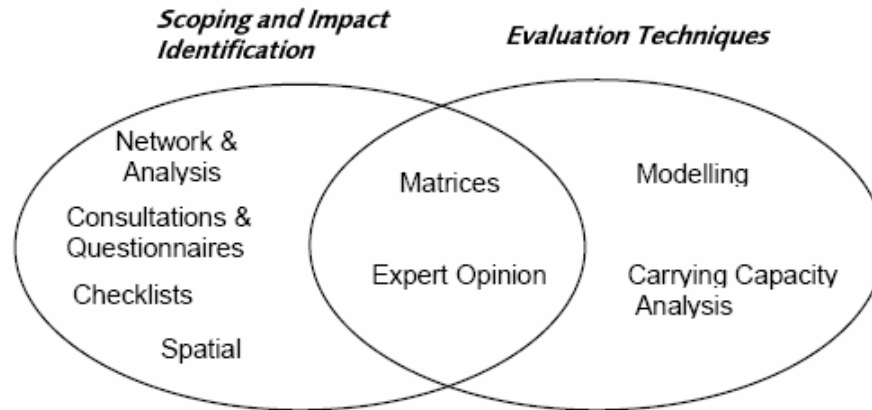 Scoping and Impact
Identification
Evaluation Techniques
Network &
Analysis
Consultations &
Questionnaires
Checklists
Spatial
Matrices
Expert Opinion
Modelling
Carrying Capacity
Analysis